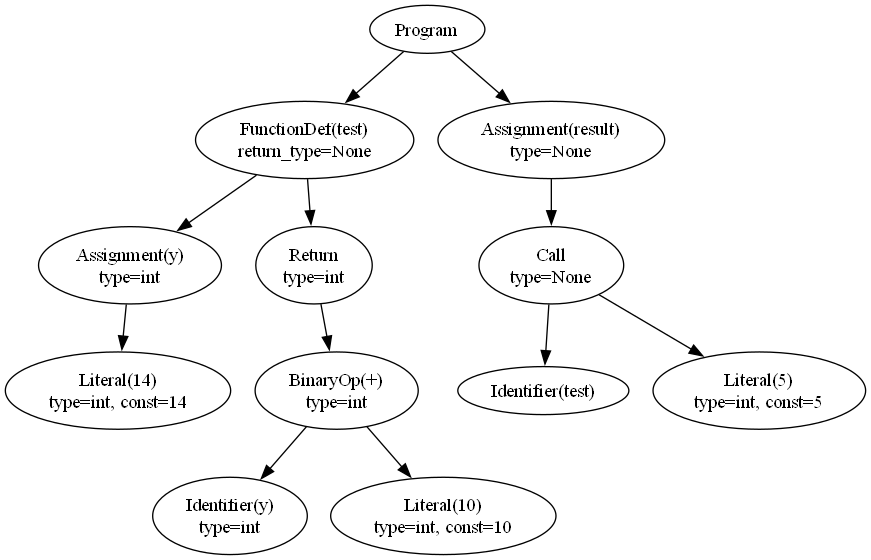 Program
FunctionDef(test)
return_type=None
Assignment(result)
type=None
Assignment(y)
type=int
Return
type=int
Call
type=None
Literal(14)
type=int, const=14
BinaryOp(+)
type=int
Identifier(test)
Literal(5)
type=int, const=5
Identifier(y)
type=int
Literal(10)
type=int, const=10